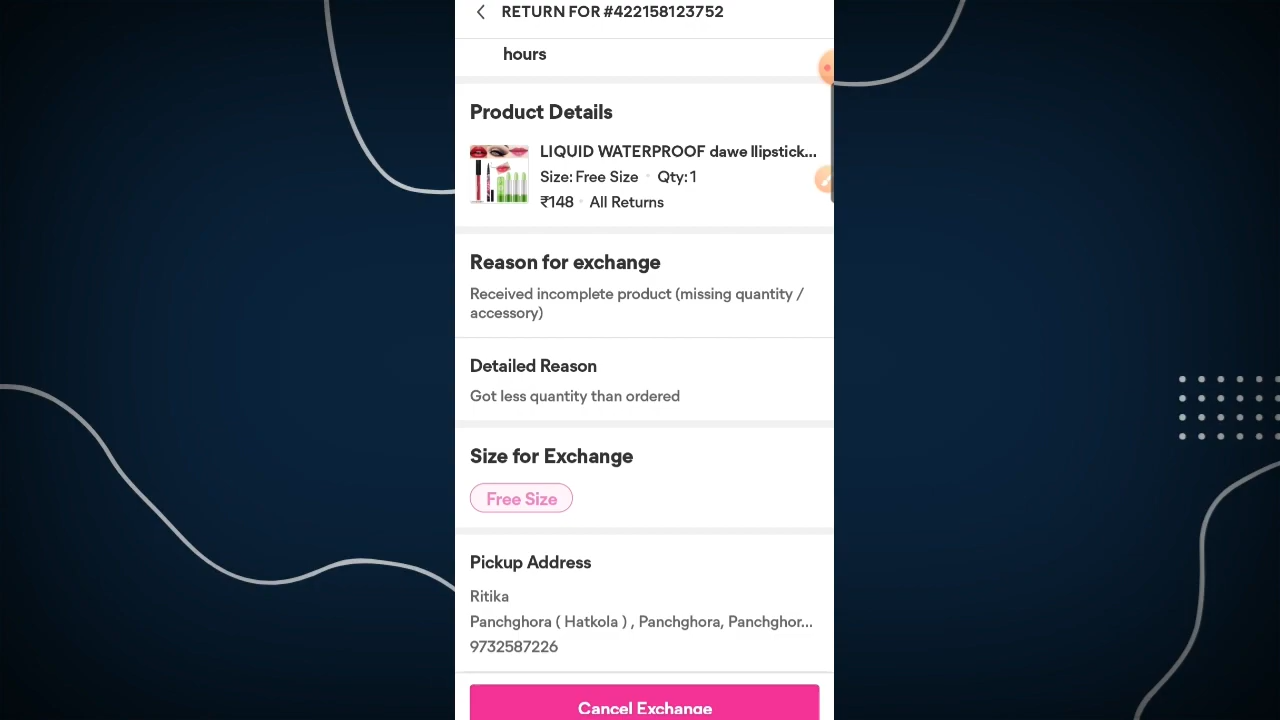 RETURN FOR #422158123752
hours
Product Details
LIQUID WATERPROOF dawe llipstick...
Size: Free Size • Qty: 1
₹148 • All Returns
Reason for exchange
Received incomplete product (missing quantity /
accessory)
Detailed Reason
Got less quantity than ordered
Size for Exchange
Free Size
Pickup Address
Ritika
Panchghora ( Hatkola ) , Panchghora, Panchghor...
9732587226
Cancel Exchange